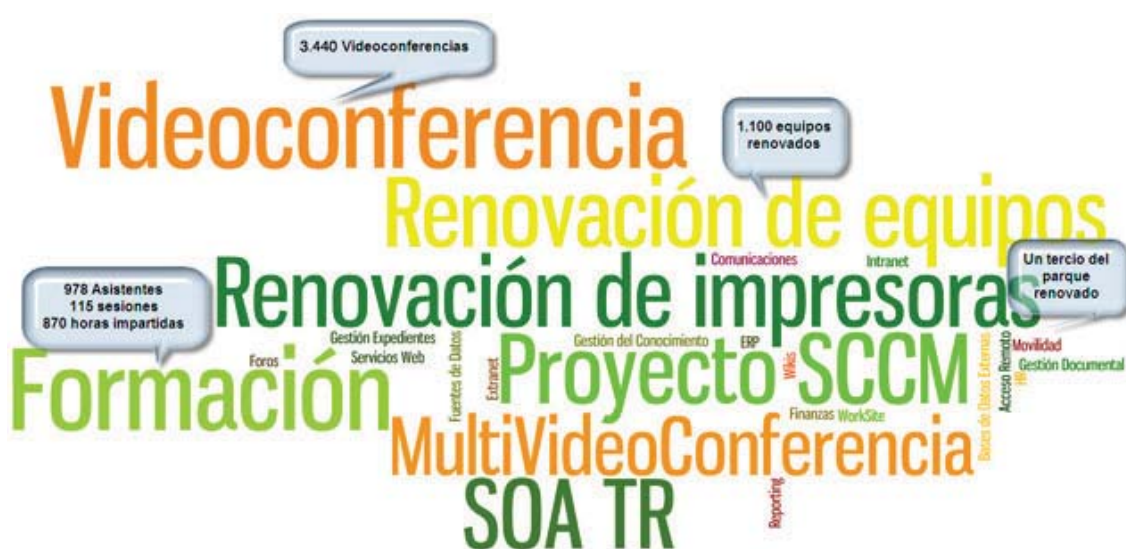 3.440 Videoconferencias
Videoconferencia
1.100 equipos
renovados
Renovación de equipos
Comunicaciones
Intranet
Un tercio del
parque
renovado
978 Asistentes
115 sesiones
870 horas impartidas
Renovación de impresoras
Gestión Expedientes
Servicios Web
Foros
Formación
Fuentes de Datos
Extranet
Gestión del Conocimiento
ERP
Wikis
Proyecto SCCM
Bases de Datos Externas
Acceso Remoto
HR
Movilidad
Gestión Documental
Finanzas
WorkSite
MultiVideoConferencia
Reporting
SOA TR